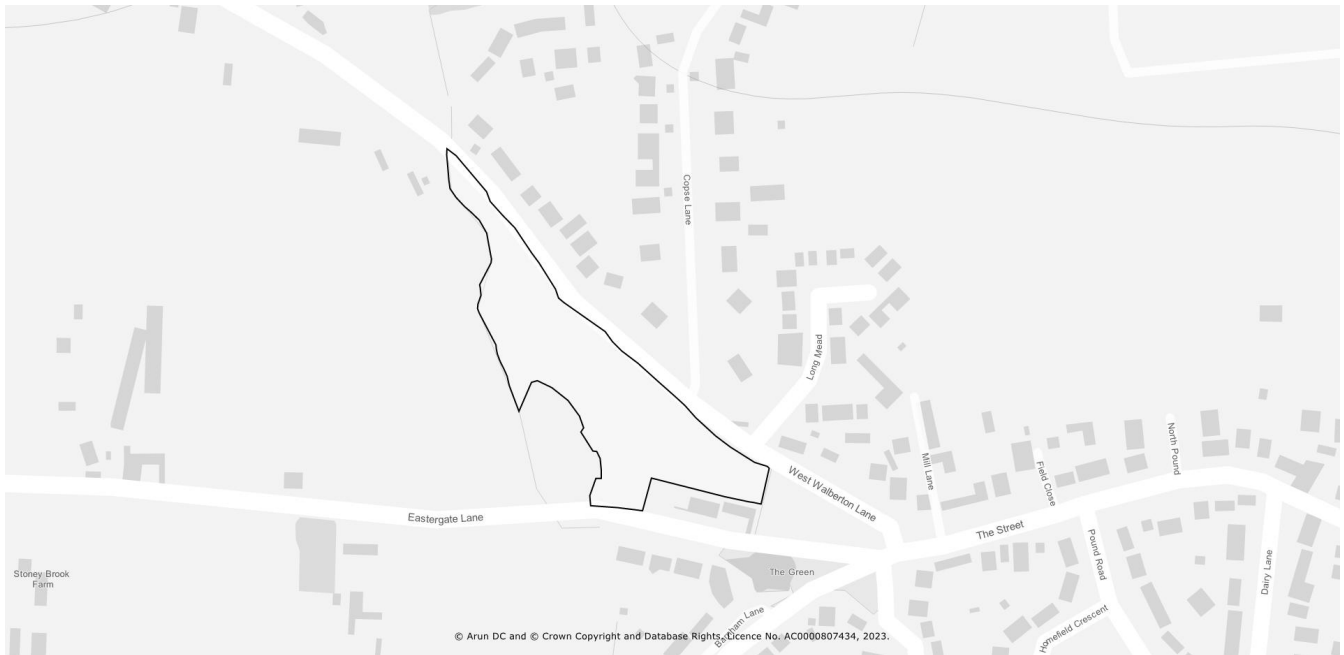 Copse Lane
Long Mead
West Walberton Lane
Mill Lane
Field Close
North Pound
The Street
Pound Road
Dairy Lane
Eastergate Lane
Stoney Brook
Farm
The Green
Homefield Crescent
Lane
© Arun DC and © Crown Copyright and Database Rights, Licence No. AC0000807434, 2023.